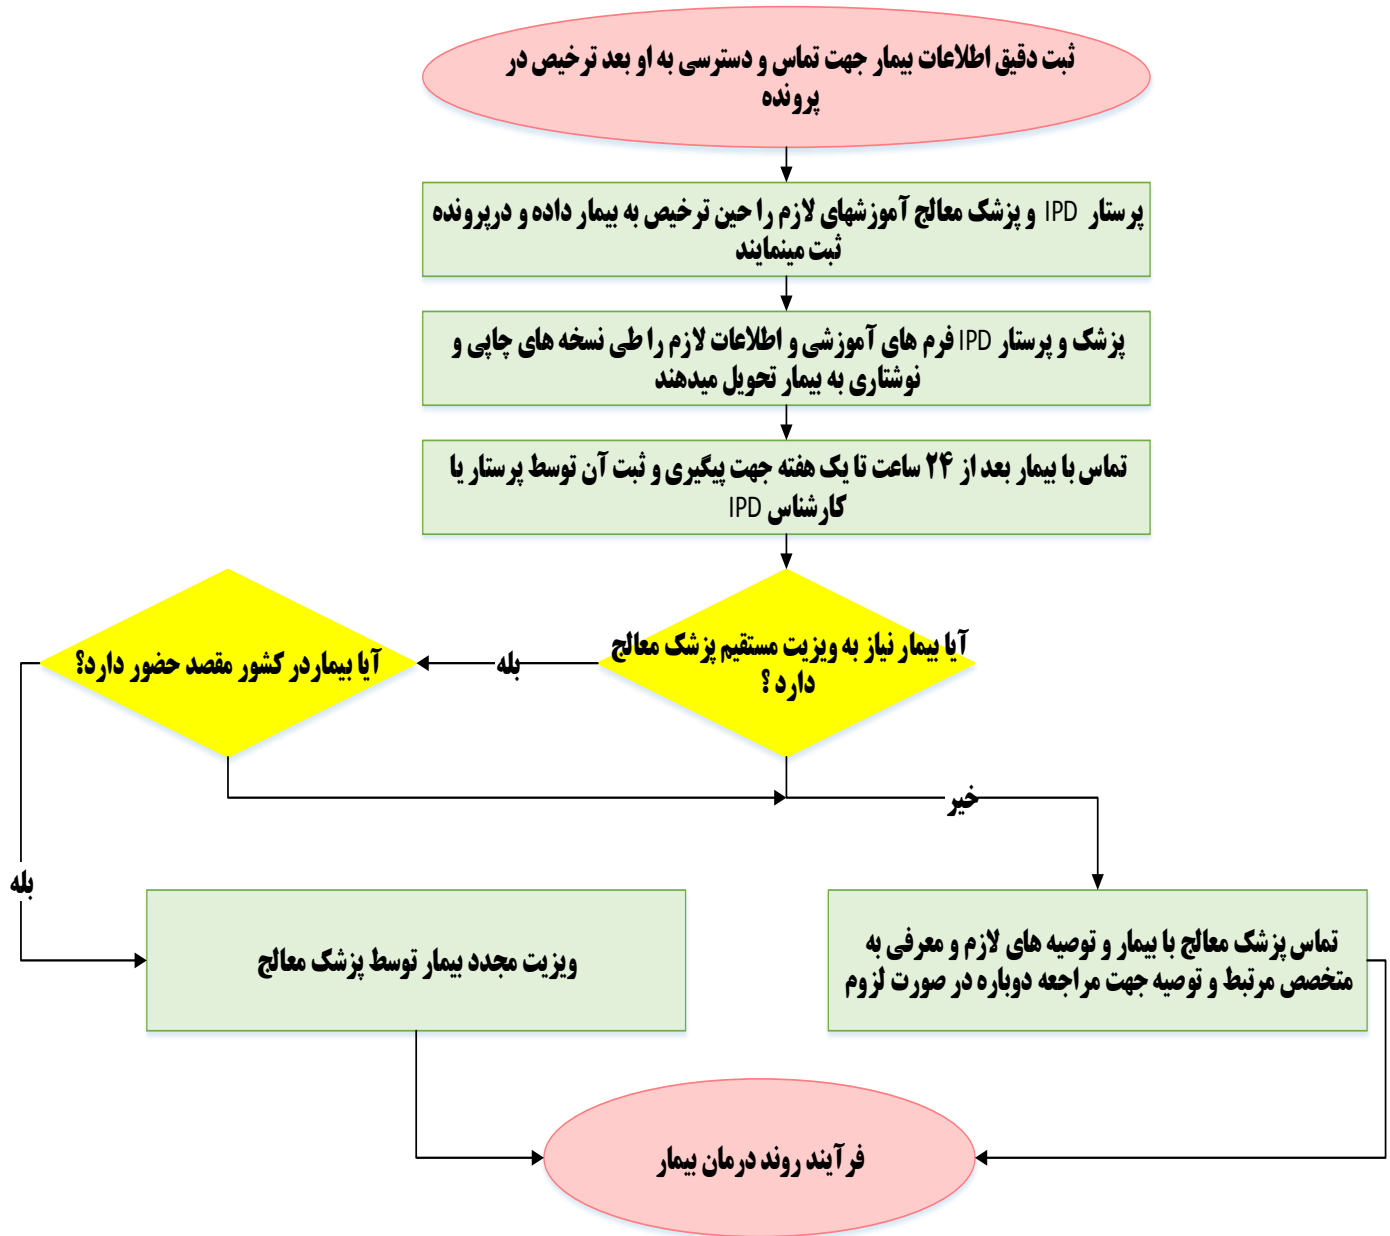 ثبت دقیق اطلاعات بیمار جهت تماس و دسترسی به او بعد ترخیص در
پرونده
پرستار IPD و پزشک معالج آموزشهای لازم را حین ترخیص به بیمار داده و درپرونده
ثبت مینمایند
پزشک و پرستار IPD فرم های آموزشی و اطلاعات لازم را طی نسخه های چاپی و
نوشتاری به بیمار تحویل میدهند
تماس با بیمار بعد از ۲۴ ساعت تا یک هفته جهت پیگیری و ثبت آن توسط پرستار یا
کارشناس IPD
آیا بیمار نیاز به ویزیت مستقیم پزشک معالج
دارد ؟
بله
آیا بیماردر کشور مقصد حضور دارد؟
خیر
بله
تماس پزشک معالج با بیمار و توصیه های لازم و معرفی به
متخصص مرتبط و توصیه جهت مراجعه دوباره در صورت لزوم
ویزیت مجدد بیمار توسط پزشک معالج
فرآیند روند درمان بیمار